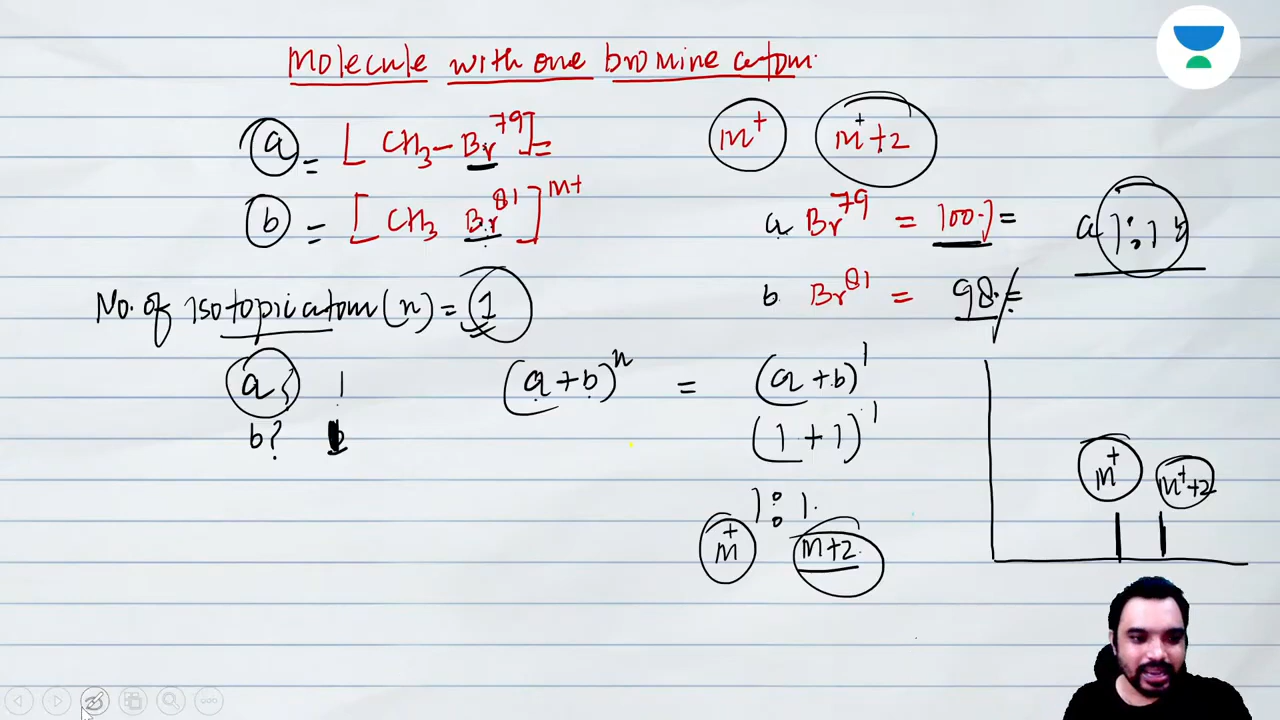 Molecule with one bromine atom.
a = [ CH₃-Br⁷⁹] =
m⁺ m⁺+2
b = [ CH₃ Br⁸¹]ᵐ⁺
a Br⁷⁹ = 100% =
a 1:1 b
b Br⁸¹ = 98% =
No. of isotopic atom (n) = 1
a? 1
(a+b)ⁿ = (a+b)¹
b? 1
(1+1)¹
m⁺ m⁺+2
1:1.
m⁺ m+2